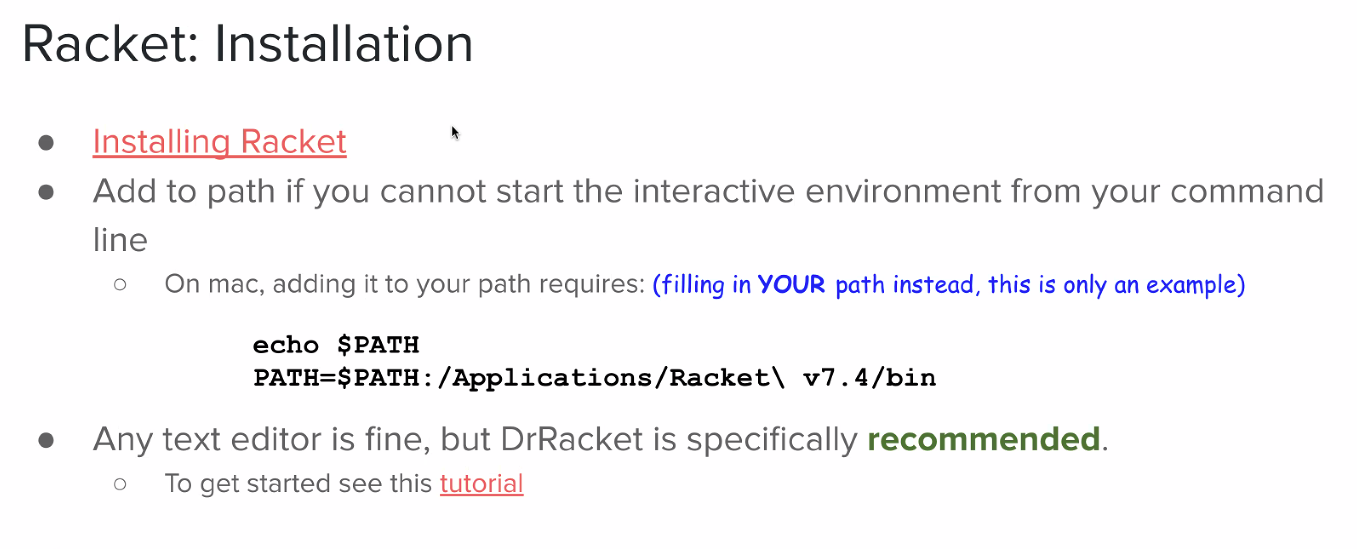 Racket: Installation
● Installing Racket
● Add to path if you cannot start the interactive environment from your command
line
○ On mac, adding it to your path requires: (filling in YOUR path instead, this is only an example)
echo $PATH
PATH=$PATH:/Applications/Racket\ v7.4/bin
● Any text editor is fine, but DrRacket is specifically recommended.
○ To get started see this tutorial